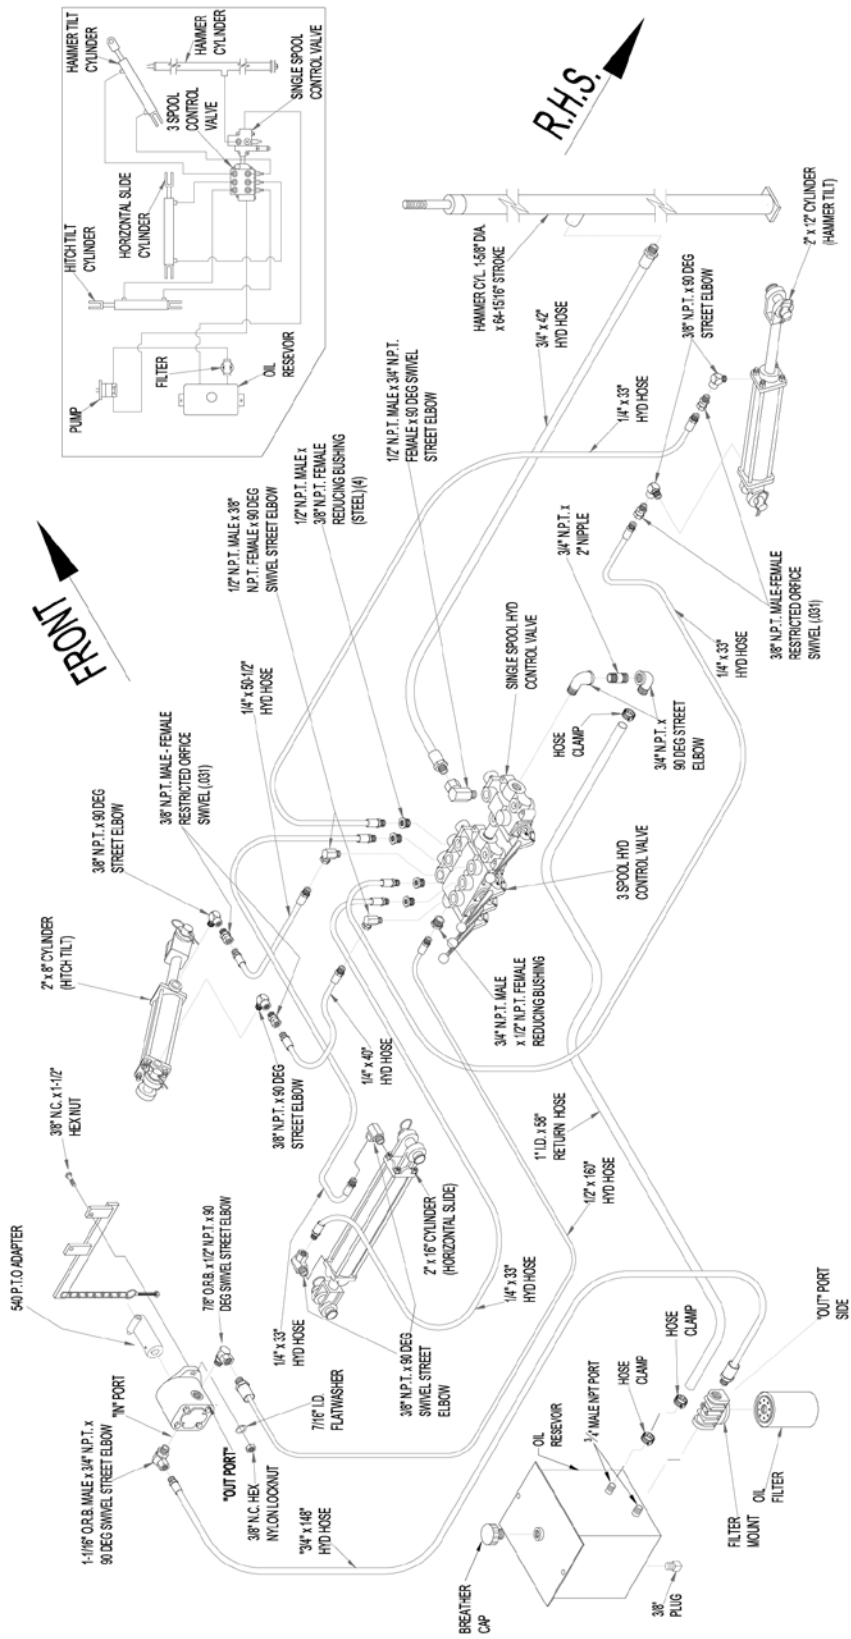 HAMMER TILT
CYLINDER
HAMMER
CYLINDER
3 SPOOL
CONTROL
VALVE
SINGLE SPOOL
CONTROL VALVE
HORIZONTAL SLIDE
CYLINDER
HITCH TILT
CYLINDER
PUMP
FILTER
OIL
RESEVOIR
R.H.S.
FRONT
HAMMER CYL. 1-5/8" DIA.
x 64-15/16" STROKE
3/4" x 42"
HYD HOSE
1/4" x 33"
HYD HOSE
3/8" N.P.T. x 90 DEG
STREET ELBOW
2" x 12" CYLINDER
(HAMMER TILT)
1/2" N.P.T. MALE x 3/4" N.P.T.
FEMALE x 90 DEG SWIVEL
STREET ELBOW
1/2" N.P.T. MALE x
3/8" N.P.T. FEMALE
REDUCING BUSHING
(STEEL)(4)
1/2" N.P.T. MALE x 3/8"
N.P.T. FEMALE x 90 DEG
SWIVEL STREET ELBOW
1/4" x 50-1/2"
HYD HOSE
3/8" N.P.T. MALE - FEMALE
RESTRICTED ORFICE
SWIVEL (.031)
3/8" N.P.T. x 90 DEG
STREET ELBOW
2" x 8" CYLINDER
(HITCH TILT)
3/8" N.C. x 1-1/2"
HEX NUT
540 P.T.O ADAPTER
1-1/16" O.R.B. MALE x 3/4" N.P.T. x
90 DEG SWIVEL STREET ELBOW
"IN" PORT
"OUT PORT"
7/8" O.R.B. x 1/2" N.P.T. x 90
DEG SWIVEL STREET ELBOW
7/16" I.D.
FLATWASHER
3/8" N.C. HEX
NYLON LOCKNUT
"3/4" x 148"
HYD HOSE
1/4" x 33"
HYD HOSE
3/8" N.P.T. x 90 DEG
SWIVEL STREET
ELBOW
2" x 16" CYLINDER
(HORIZONTAL SLIDE)
1/4" x 33"
HYD HOSE
3/8" N.P.T. x 90 DEG
STREET ELBOW
1/4" x 40"
HYD HOSE
3/4" N.P.T. MALE
x 1/2" N.P.T. FEMALE
REDUCING BUSHING
3 SPOOL HYD
CONTROL VALVE
SINGLE SPOOL HYD
CONTROL VALVE
HOSE
CLAMP
3/4" N.P.T. x
2" NIPPLE
3/4" N.P.T. x
90 DEG STREET
ELBOW
1/4" x 33"
HYD HOSE
3/8" N.P.T. MALE-FEMALE
RESTRICTED ORFICE
SWIVEL (.031)
1" I.D. x 58"
RETURN HOSE
1/2" x 160"
HYD HOSE
BREATHER
CAP
OIL
RESEVOIR
3/4" MALE NPT PORT
HOSE
CLAMP
HOSE
CLAMP
"OUT" PORT
SIDE
3/8"
PLUG
FILTER
MOUNT
OIL
FILTER